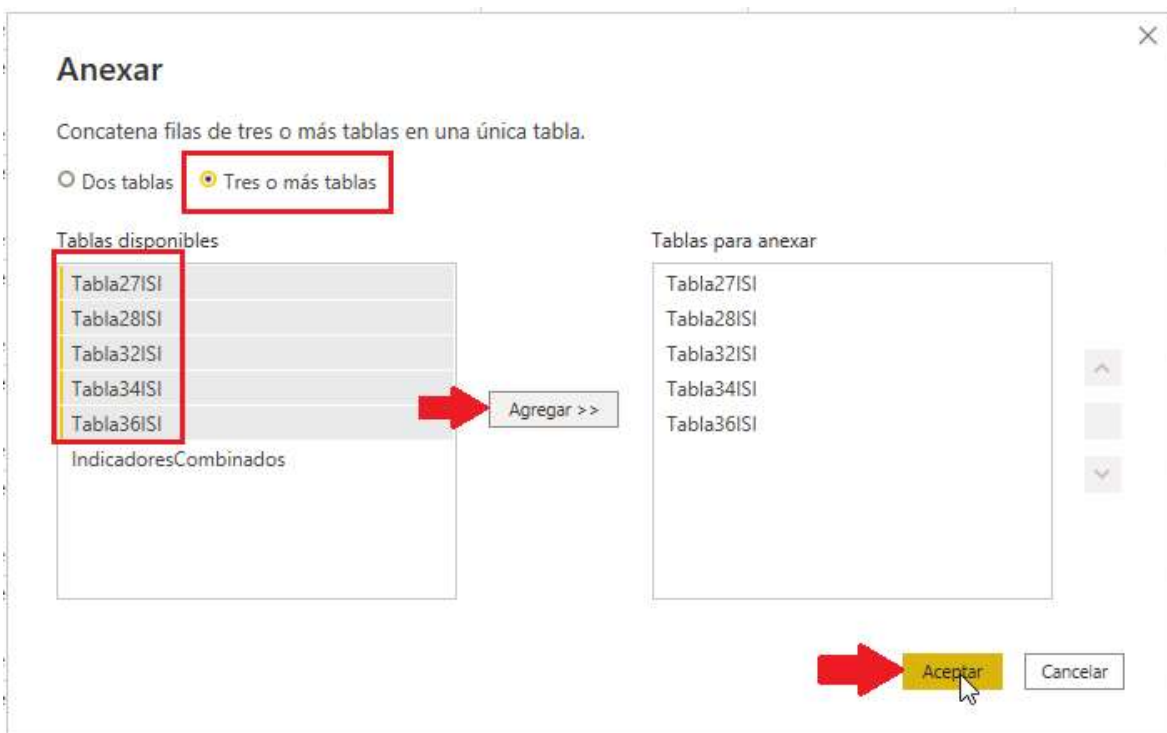 Anexar
Concatena filas de tres o más tablas en una única tabla.
Dos tablas Tres o más tablas
Tablas disponibles Tablas para anexar
Tabla27ISI Tabla27ISI
Tabla28ISI Tabla28ISI
Tabla32ISI Tabla32ISI
Tabla34ISI Tabla34ISI
Agregar >>
Tabla36ISI Tabla36ISI
IndicadoresCombinados
Aceptar Cancelar